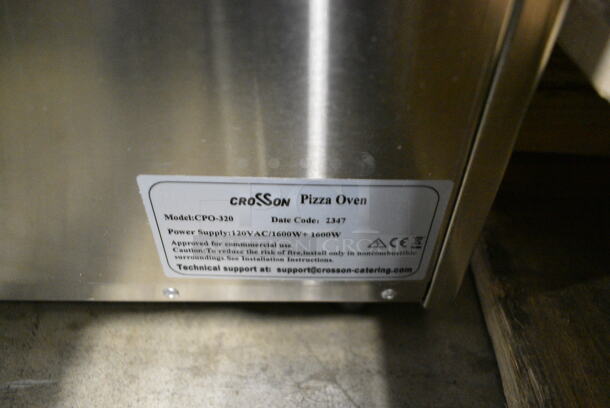 CROSSON Pizza Oven
Model:CPO-320 Date Code: 2347
Power Supply:120VAC/1600W+ 1600W
Approved for commercial use
Caution:To reduce the risk of fire,install only in noncombustible
surroundings.See Installation Instructions.
CE
Technical support at: support@crosson-catering.com